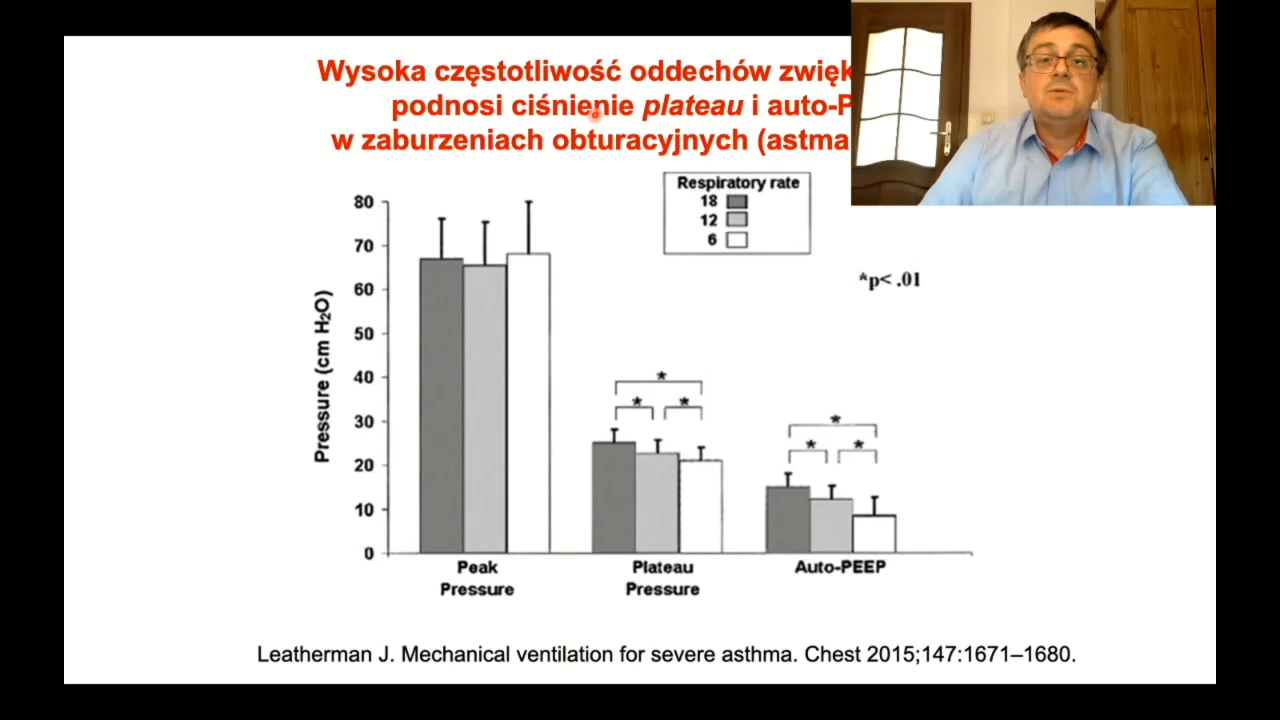 Wysoka częstotliwość oddechów
podnosi ciśnienie plateau i
w zaburzeniach obturacyjnych (astma
Respiratory rate
18
12
6
*p< .01
80
70
60
50
40
30
20
10
0
Pressure (cm H₂O)
*
* *
*
* *
Peak
Pressure
Plateau
Pressure
Auto-PEEP
Leatherman J. Mechanical ventilation for severe asthma. Chest 2015;147:1671–1680.